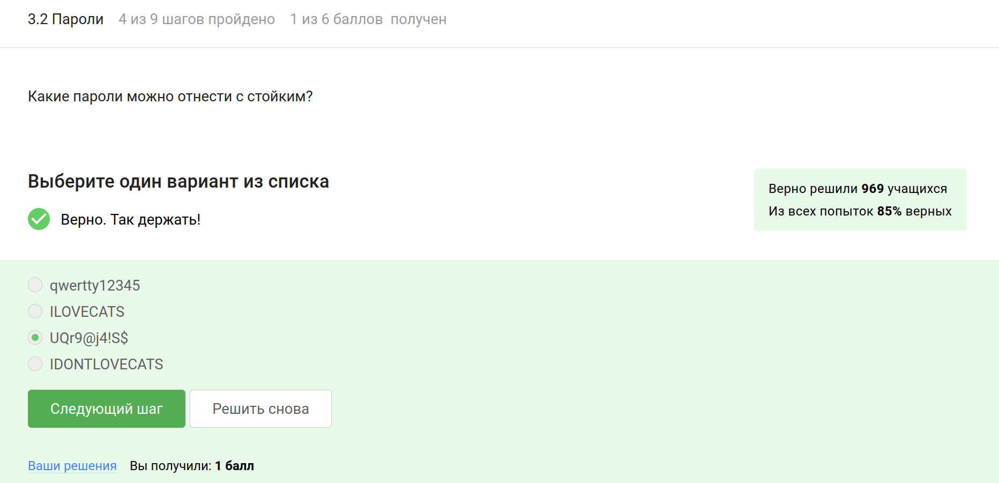 3.2 Пароли 4 из 9 шагов пройдено 1 из 6 баллов получен
Какие пароли можно отнести с стойким?
Выберите один вариант из списка
Верно. Так держать!
Верно решили 969 учащихся
Из всех попыток 85% верных
qwertty12345
ILOVECATS
UQr9@j4!S$
IDONTLOVECATS
Следующий шаг Решить снова
Ваши решения Вы получили: 1 балл